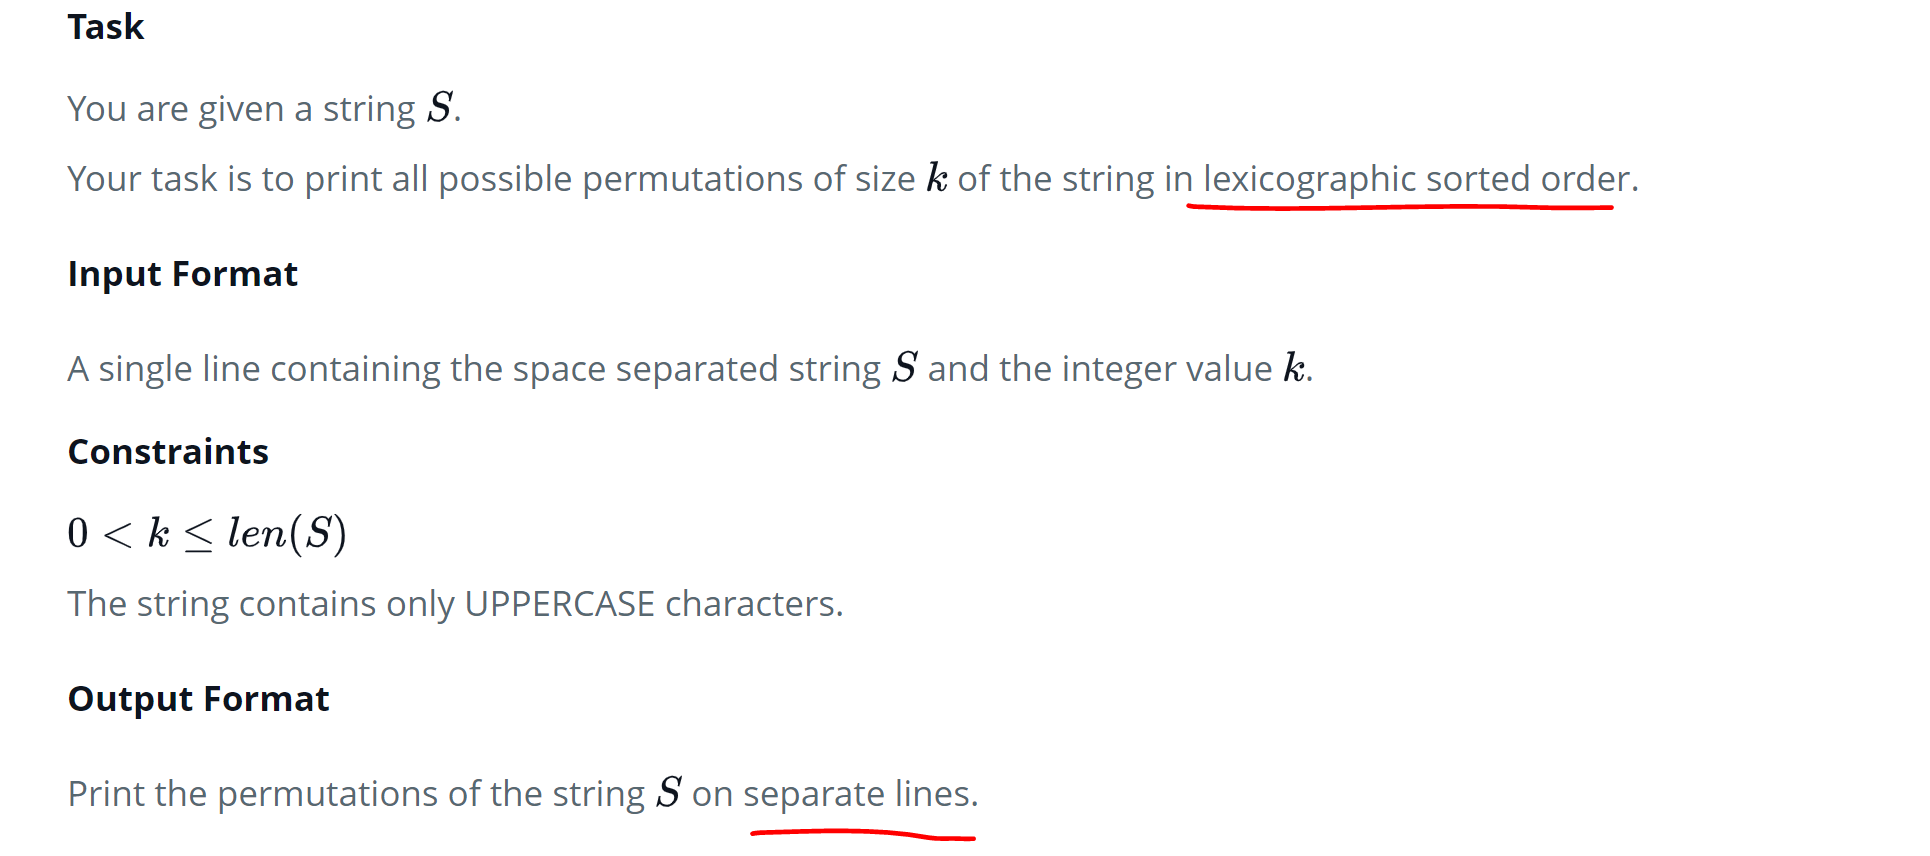 Task
You are given a string S.
Your task is to print all possible permutations of size k of the string in lexicographic sorted order.
Input Format
A single line containing the space separated string S and the integer value k.
Constraints
0 < k ≤ len(S)
The string contains only UPPERCASE characters.
Output Format
Print the permutations of the string S on separate lines.